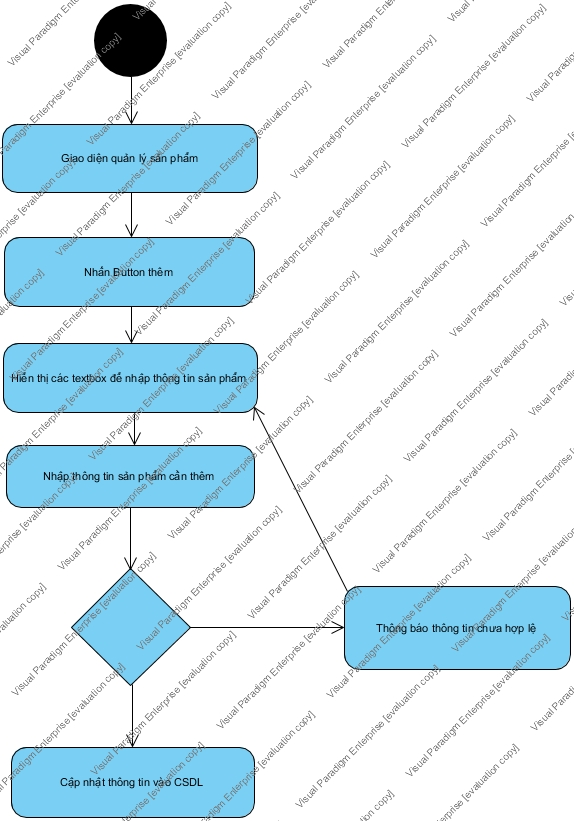 Giao diện quản lý sản phẩm
Nhấn Button thêm
Hiển thị các textbox để nhập thông tin sản phẩm
Nhập thông tin sản phẩm cần thêm
Thông báo thông tin chưa hợp lệ
Cập nhật thông tin vào CSDL
Visual Paradigm Enterprise [evaluation copy]